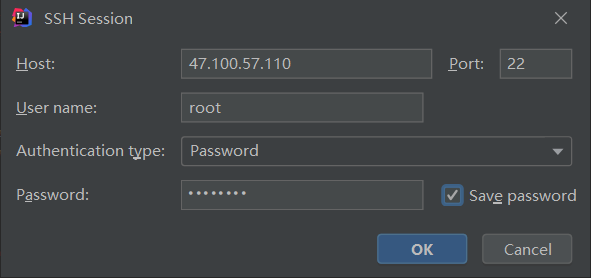 SSH Session
Host: 47.100.57.110 Port: 22
User name: root
Authentication type: Password
Password: •••••••• Save password
OK Cancel